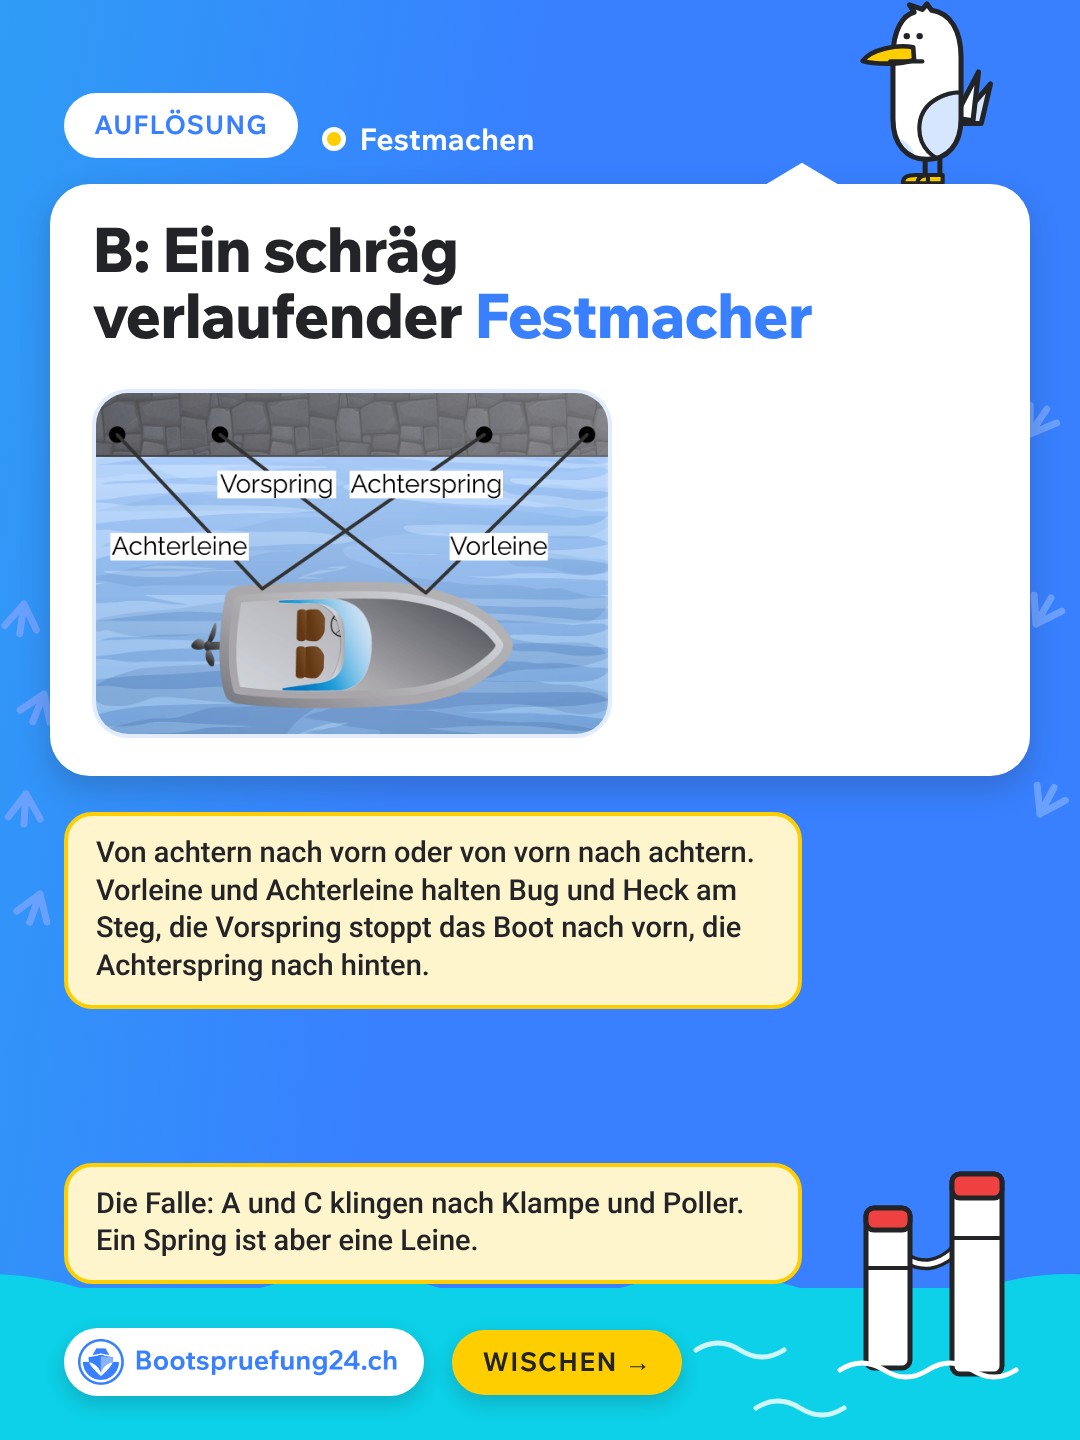 AUFLÖSUNG
Festmachen
B: Ein schräg
verlaufender Festmacher
Vorspring
Achterspring
Achterleine
Vorleine
Von achtern nach vorn oder von vorn nach achtern.
Vorleine und Achterleine halten Bug und Heck am
Steg, die Vorspring stoppt das Boot nach vorn, die
Achterspring nach hinten.
Die Falle: A und C klingen nach Klampe und Poller.
Ein Spring ist aber eine Leine.
Bootspruefung24.ch
WISCHEN →